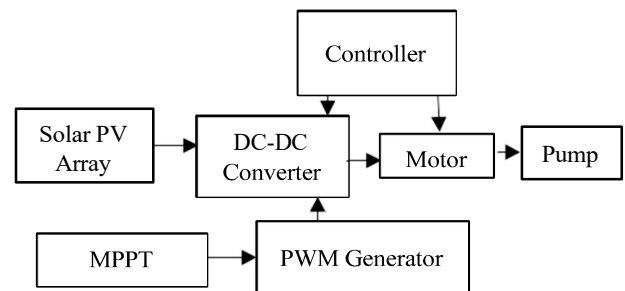 Controller
Solar PV
Array
DC-DC
Converter
Motor
Pump
MPPT
PWM Generator